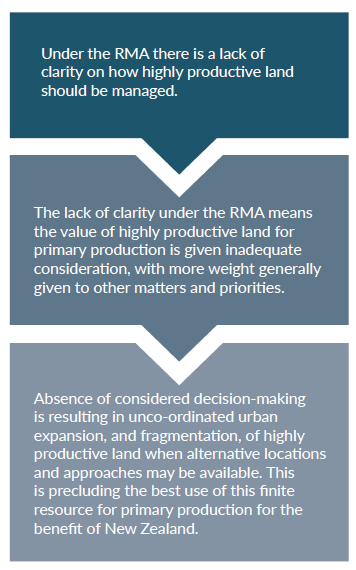 Under the RMA there is a lack of
clarity on how highly productive land
should be managed.
The lack of clarity under the RMA means
the value of highly productive land for
primary production is given inadequate
consideration, with more weight generally
given to other matters and priorities.
Absence of considered decision-making
is resulting in unco-ordinated urban
expansion, and fragmentation, of highly
productive land when alternative locations
and approaches may be available. This
is precluding the best use of this finite
resource for primary production for the
benefit of New Zealand.